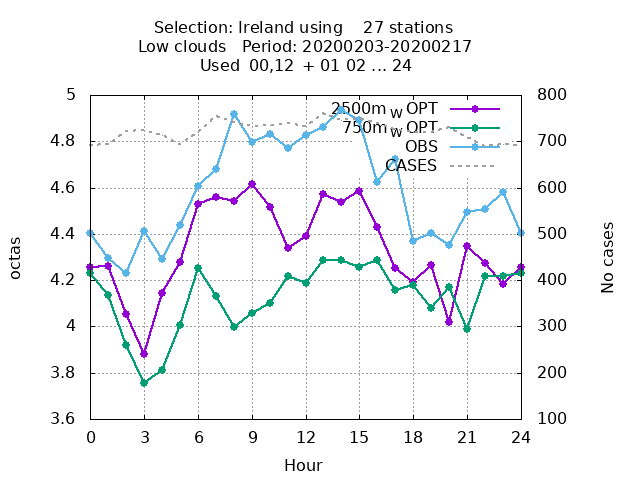 Selection: Ireland using    27 stations
Low clouds   Period: 20200203-20200217
Used  00,12  + 01 02 ... 24
2500m W OPT
750m W OPT
OBS
CASES
5
4.8
4.6
4.4
4.2
4
3.8
3.6
800
700
600
500
400
300
200
100
octas
No cases
0 3 6 9 12 15 18 21 24
Hour